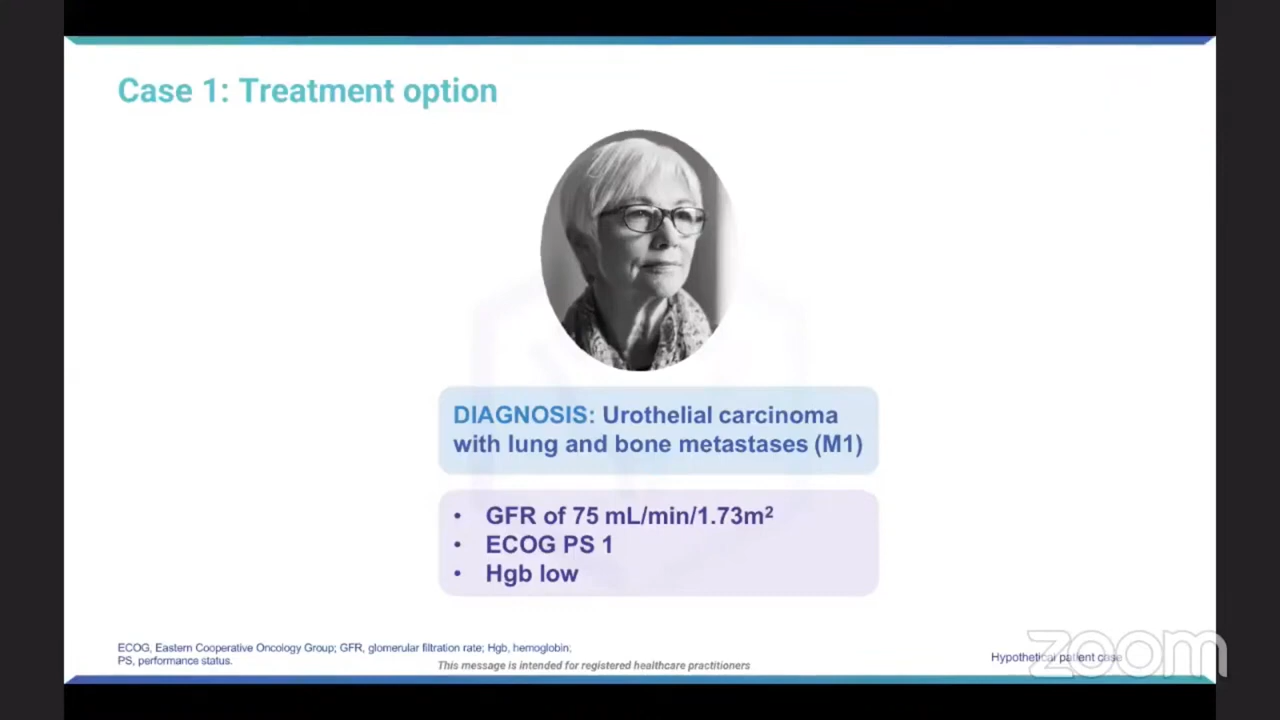 Case 1: Treatment option
DIAGNOSIS: Urothelial carcinoma
with lung and bone metastases (M1)
• GFR of 75 mL/min/1.73m²
• ECOG PS 1
• Hgb low
ECOG, Eastern Cooperative Oncology Group; GFR, glomerular filtration rate; Hgb, hemoglobin;
PS, performance status.
This message is intended for registered healthcare practitioners
Hypothetical patient case
zoom